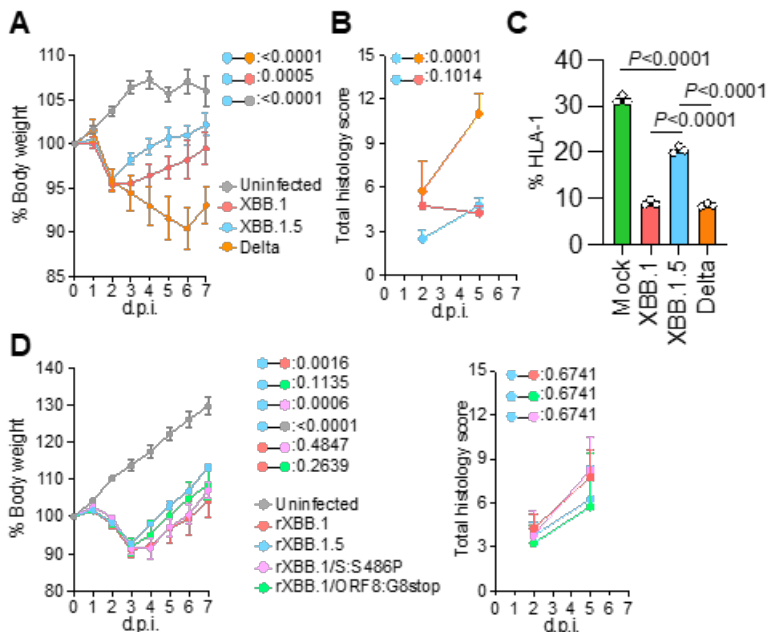 A
110
105
100
95
90
85
% Body weight
0 1 2 3 4 5 6 7
d.p.i.
:<0.0001
:0.0005
:<0.0001
Uninfected
XBB.1
XBB.1.5
Delta
B
15
12
9
6
3
0
Total histology score
0 1 2 3 4 5 6 7
d.p.i.
:0.0001
:0.1014
C
40
30
20
10
0
% HLA-1
P<0.0001
P<0.0001
P<0.0001
Mock
XBB.1
XBB.1.5
Delta
D
140
130
120
110
100
90
80
% Body weight
0 1 2 3 4 5 6 7
d.p.i.
:0.0016
:0.1135
:0.0006
:<0.0001
:0.4847
:0.2639
Uninfected
rXBB.1
rXBB.1.5
rXBB.1/S:S486P
rXBB.1/ORF8:G8stop
15
12
9
6
3
0
Total histology score
0 1 2 3 4 5 6 7
d.p.i.
:0.6741
:0.6741
:0.6741